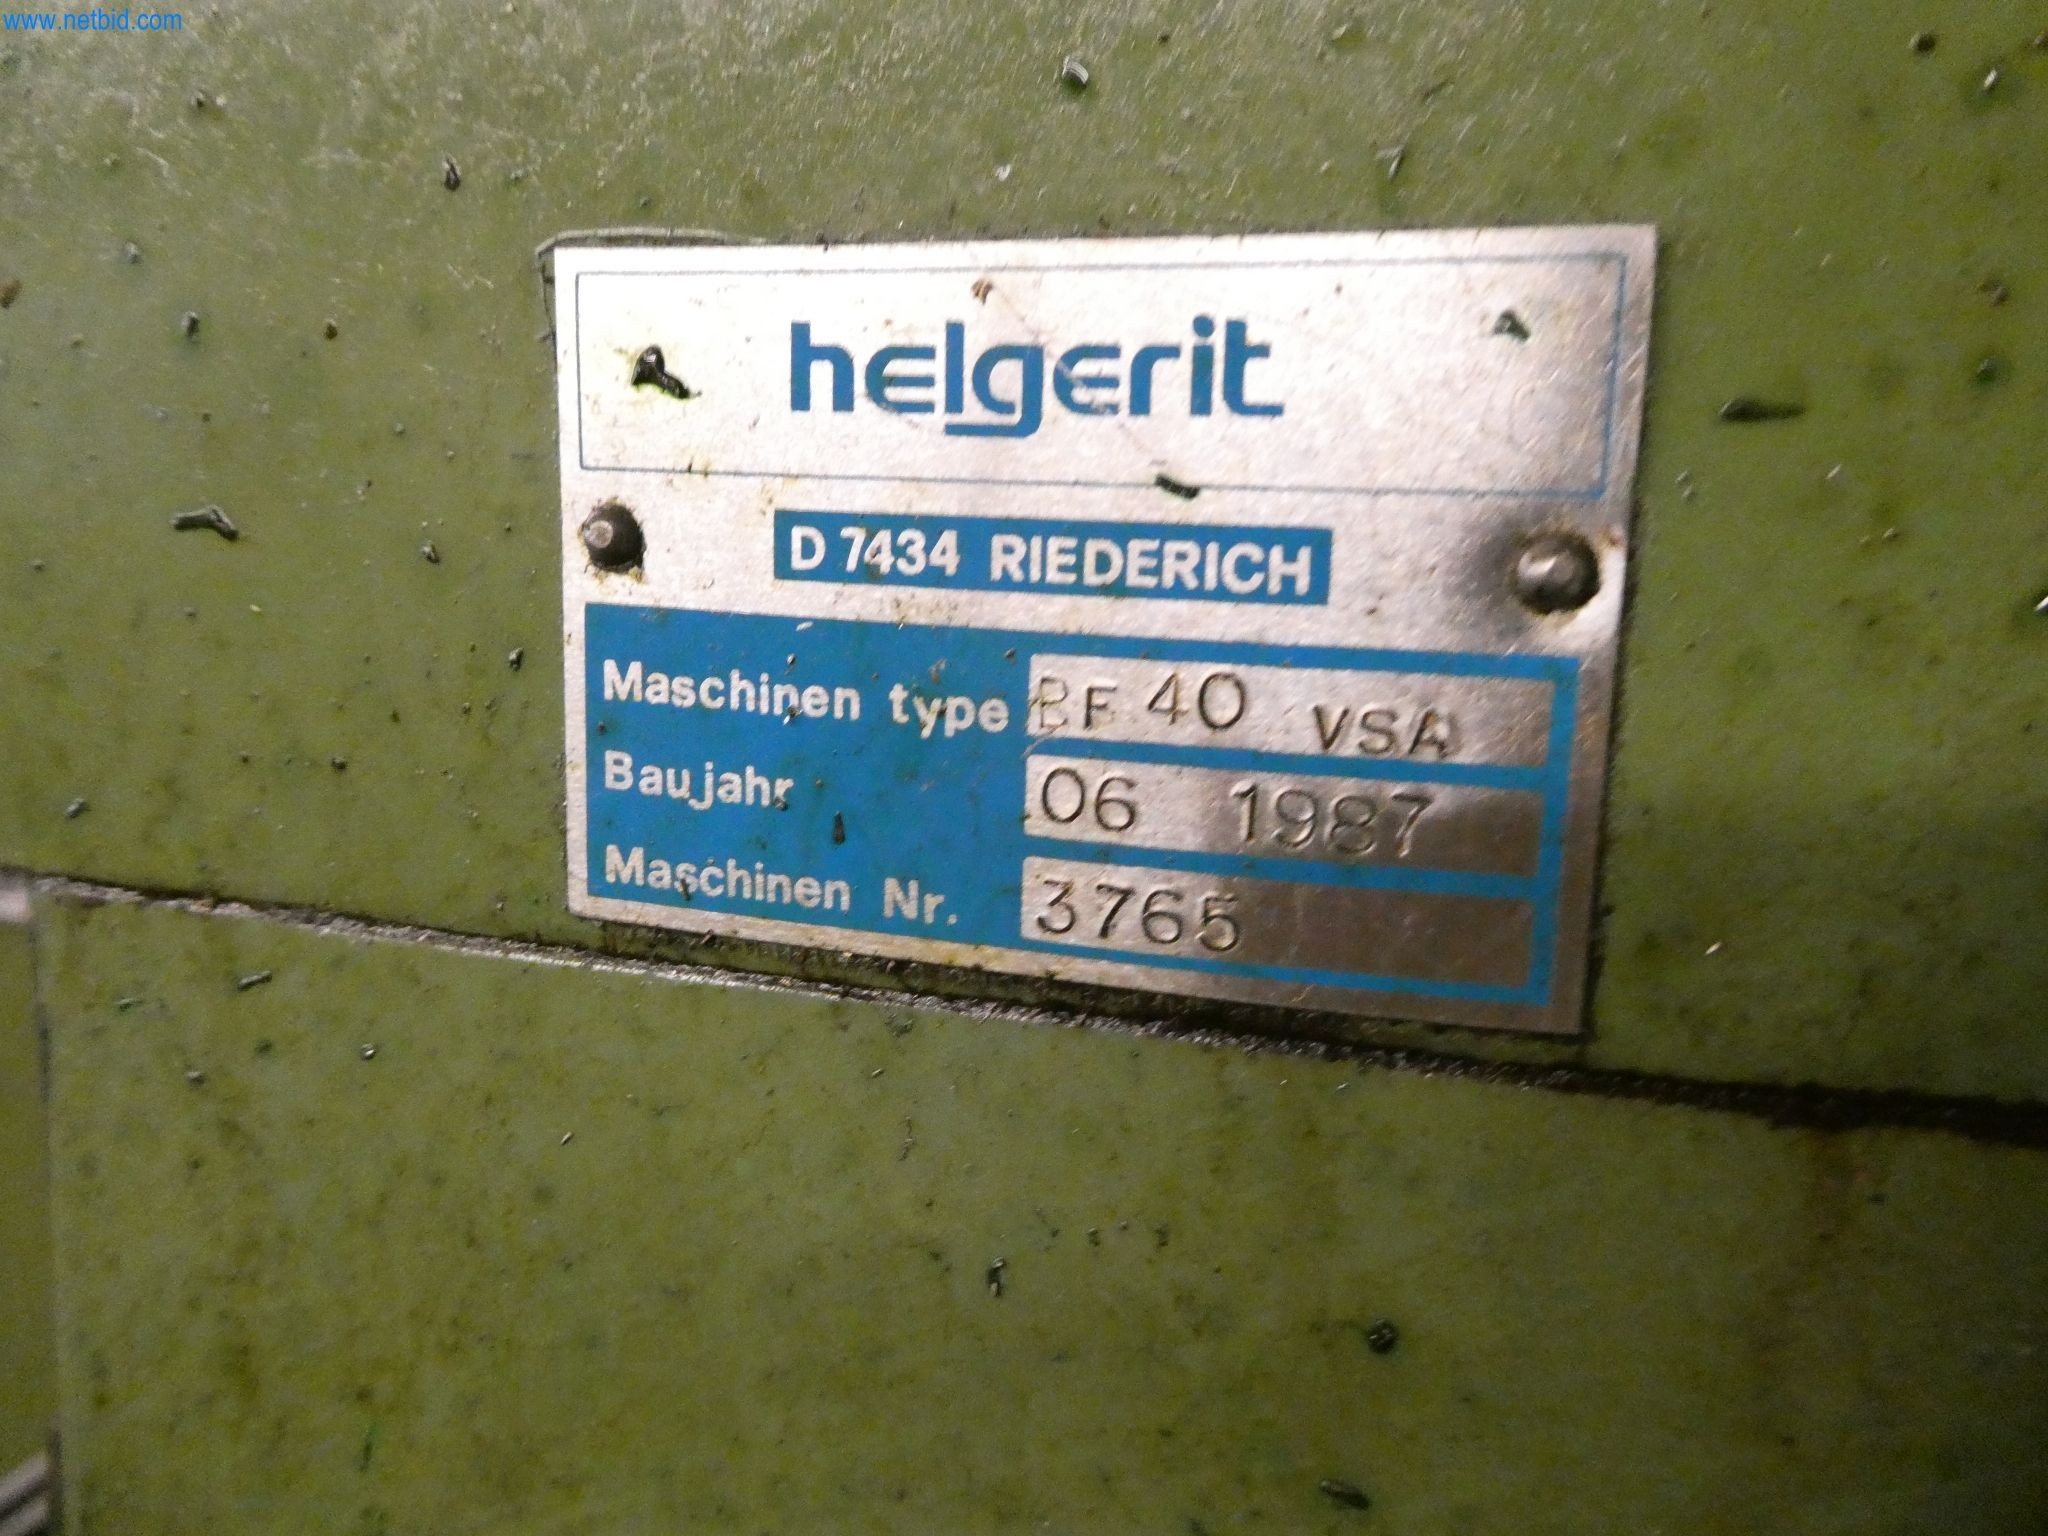 www.netbid.com
helgerit
D 7434 RIEDERICH
Maschinen type BF 40 VSA
Baujahr 06 1987
Maschinen Nr. 3765